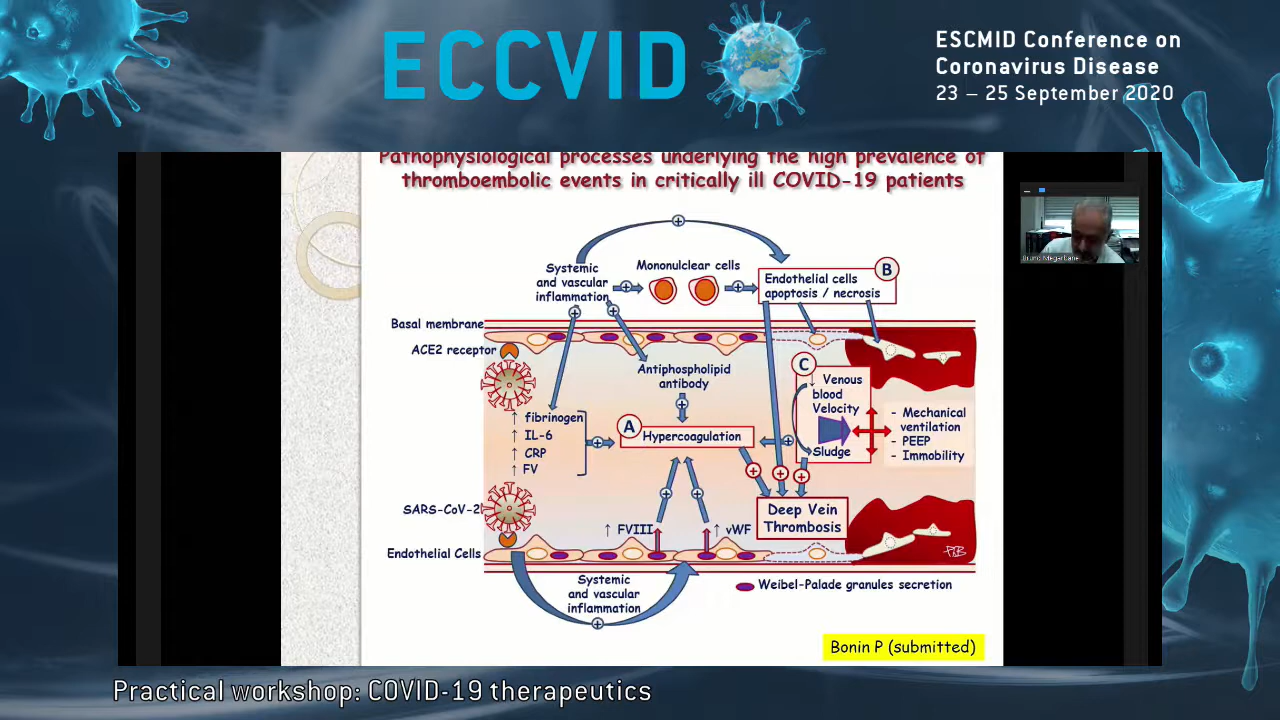 ECCVID
ESCMID Conference on
Coronavirus Disease
23 – 25 September 2020
Pathophysiological processes underlying the high prevalence of
thromboembolic events in critically ill COVID-19 patients
Bruno Megarbane
Systemic
and vascular
inflammation
Mononulclear cells
Endothelial cells
apoptosis / necrosis
B
Basal membrane
ACE2 receptor
Antiphospholipid
antibody
C
↓ Venous
blood
Velocity
Sludge
- Mechanical
ventilation
- PEEP
- Immobility
↑ fibrinogen
↑ IL-6
↑ CRP
↑ FV
A
Hypercoagulation
SARS-CoV-2
↑ FVIII
↑ vWF
Deep Vein
Thrombosis
Endothelial Cells
Systemic
and vascular
inflammation
Weibel-Palade granules secretion
Bonin P (submitted)
Practical workshop: COVID-19 therapeutics